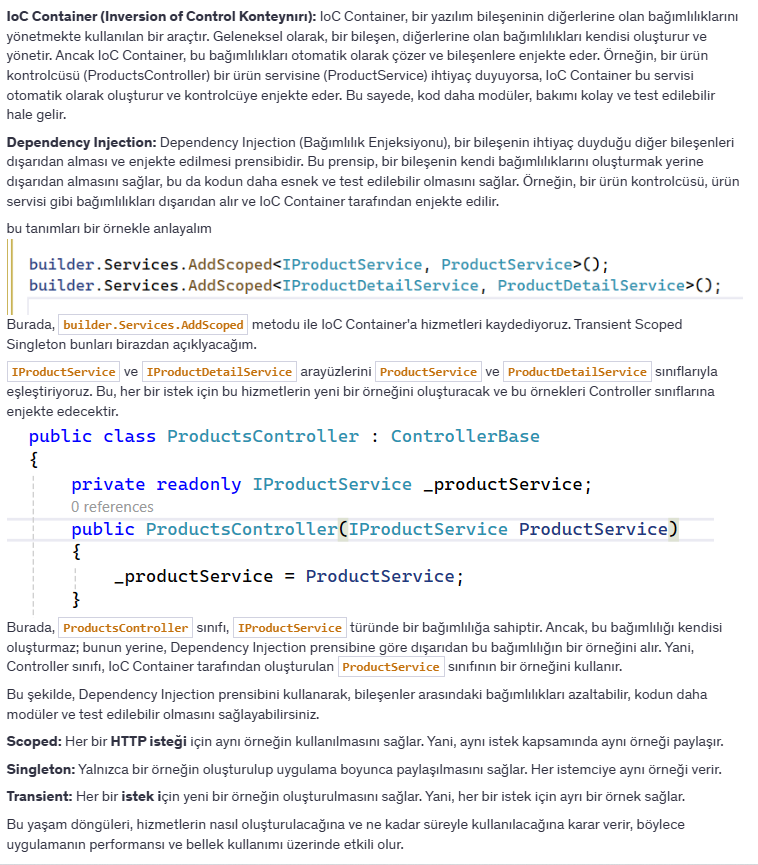 IoC Container (Inversion of Control Konteynırı): IoC Container, bir yazılım bileşeninin diğerlerine olan bağımlılıklarını
yönetmekte kullanılan bir araçtır. Geleneksel olarak, bir bileşen, diğerlerine olan bağımlılıkları kendisi oluşturur ve
yönetir. Ancak IoC Container, bu bağımlılıkları otomatik olarak çözer ve bileşenlere enjekte eder. Örneğin, bir ürün
kontrolcüsü (ProductsController) bir ürün servisine (ProductService) ihtiyaç duyuyorsa, IoC Container bu servisi
otomatik olarak oluşturur ve kontrolcüye enjekte eder. Bu sayede, kod daha modüler, bakımı kolay ve test edilebilir
hale gelir.
Dependency Injection: Dependency Injection (Bağımlılık Enjeksiyonu), bir bileşenin ihtiyaç duyduğu diğer bileşenleri
dışarıdan alması ve enjekte edilmesi prensibidir. Bu prensip, bir bileşenin kendi bağımlılıklarını oluşturmak yerine
dışarıdan almasını sağlar, bu da kodun daha esnek ve test edilebilir olmasını sağlar. Örneğin, bir ürün kontrolcüsü, ürün
servisi gibi bağımlılıkları dışarıdan alır ve IoC Container tarafından enjekte edilir.
bu tanımları bir örnekle anlayalım
builder.Services.AddScoped<IProductService, ProductService>();
builder.Services.AddScoped<IProductDetailService, ProductDetailService>();
Burada, builder.Services.AddScoped metodu ile IoC Container'a hizmetleri kaydediyoruz. Transient Scoped
Singleton bunları birazdan açıklyacağım.
IProductService ve IProductDetailService arayüzlerini ProductService ve ProductDetailService sınıflarıyla
eşleştiriyoruz. Bu, her bir istek için bu hizmetlerin yeni bir örneğini oluşturacak ve bu örnekleri Controller sınıflarına
enjekte edecektir.
public class ProductsController : ControllerBase
{
private readonly IProductService _productService;
0 references
public ProductsController(IProductService ProductService)
{
_productService = ProductService;
}
Burada, ProductsController sınıfı, IProductService türünde bir bağımlılığa sahiptir. Ancak, bu bağımlılığı kendisi
oluşturmaz; bunun yerine, Dependency Injection prensibine göre dışarıdan bu bağımlılığın bir örneğini alır. Yani,
Controller sınıfı, IoC Container tarafından oluşturulan ProductService sınıfının bir örneğini kullanır.
Bu şekilde, Dependency Injection prensibini kullanarak, bileşenler arasındaki bağımlılıkları azaltabilir, kodun daha
modüler ve test edilebilir olmasını sağlayabilirsiniz.
Scoped: Her bir HTTP isteği için aynı örneğin kullanılmasını sağlar. Yani, aynı istek kapsamında aynı örneği paylaşır.
Singleton: Yalnızca bir örneğin oluşturulup uygulama boyunca paylaşılmasını sağlar. Her istemciye aynı örneği verir.
Transient: Her bir istek için yeni bir örneğin oluşturulmasını sağlar. Yani, her bir istek için ayrı bir örnek sağlar.
Bu yaşam döngüleri, hizmetlerin nasıl oluşturulacağına ve ne kadar süreyle kullanılacağına karar verir, böylece
uygulamanın performansı ve bellek kullanımı üzerinde etkili olur.